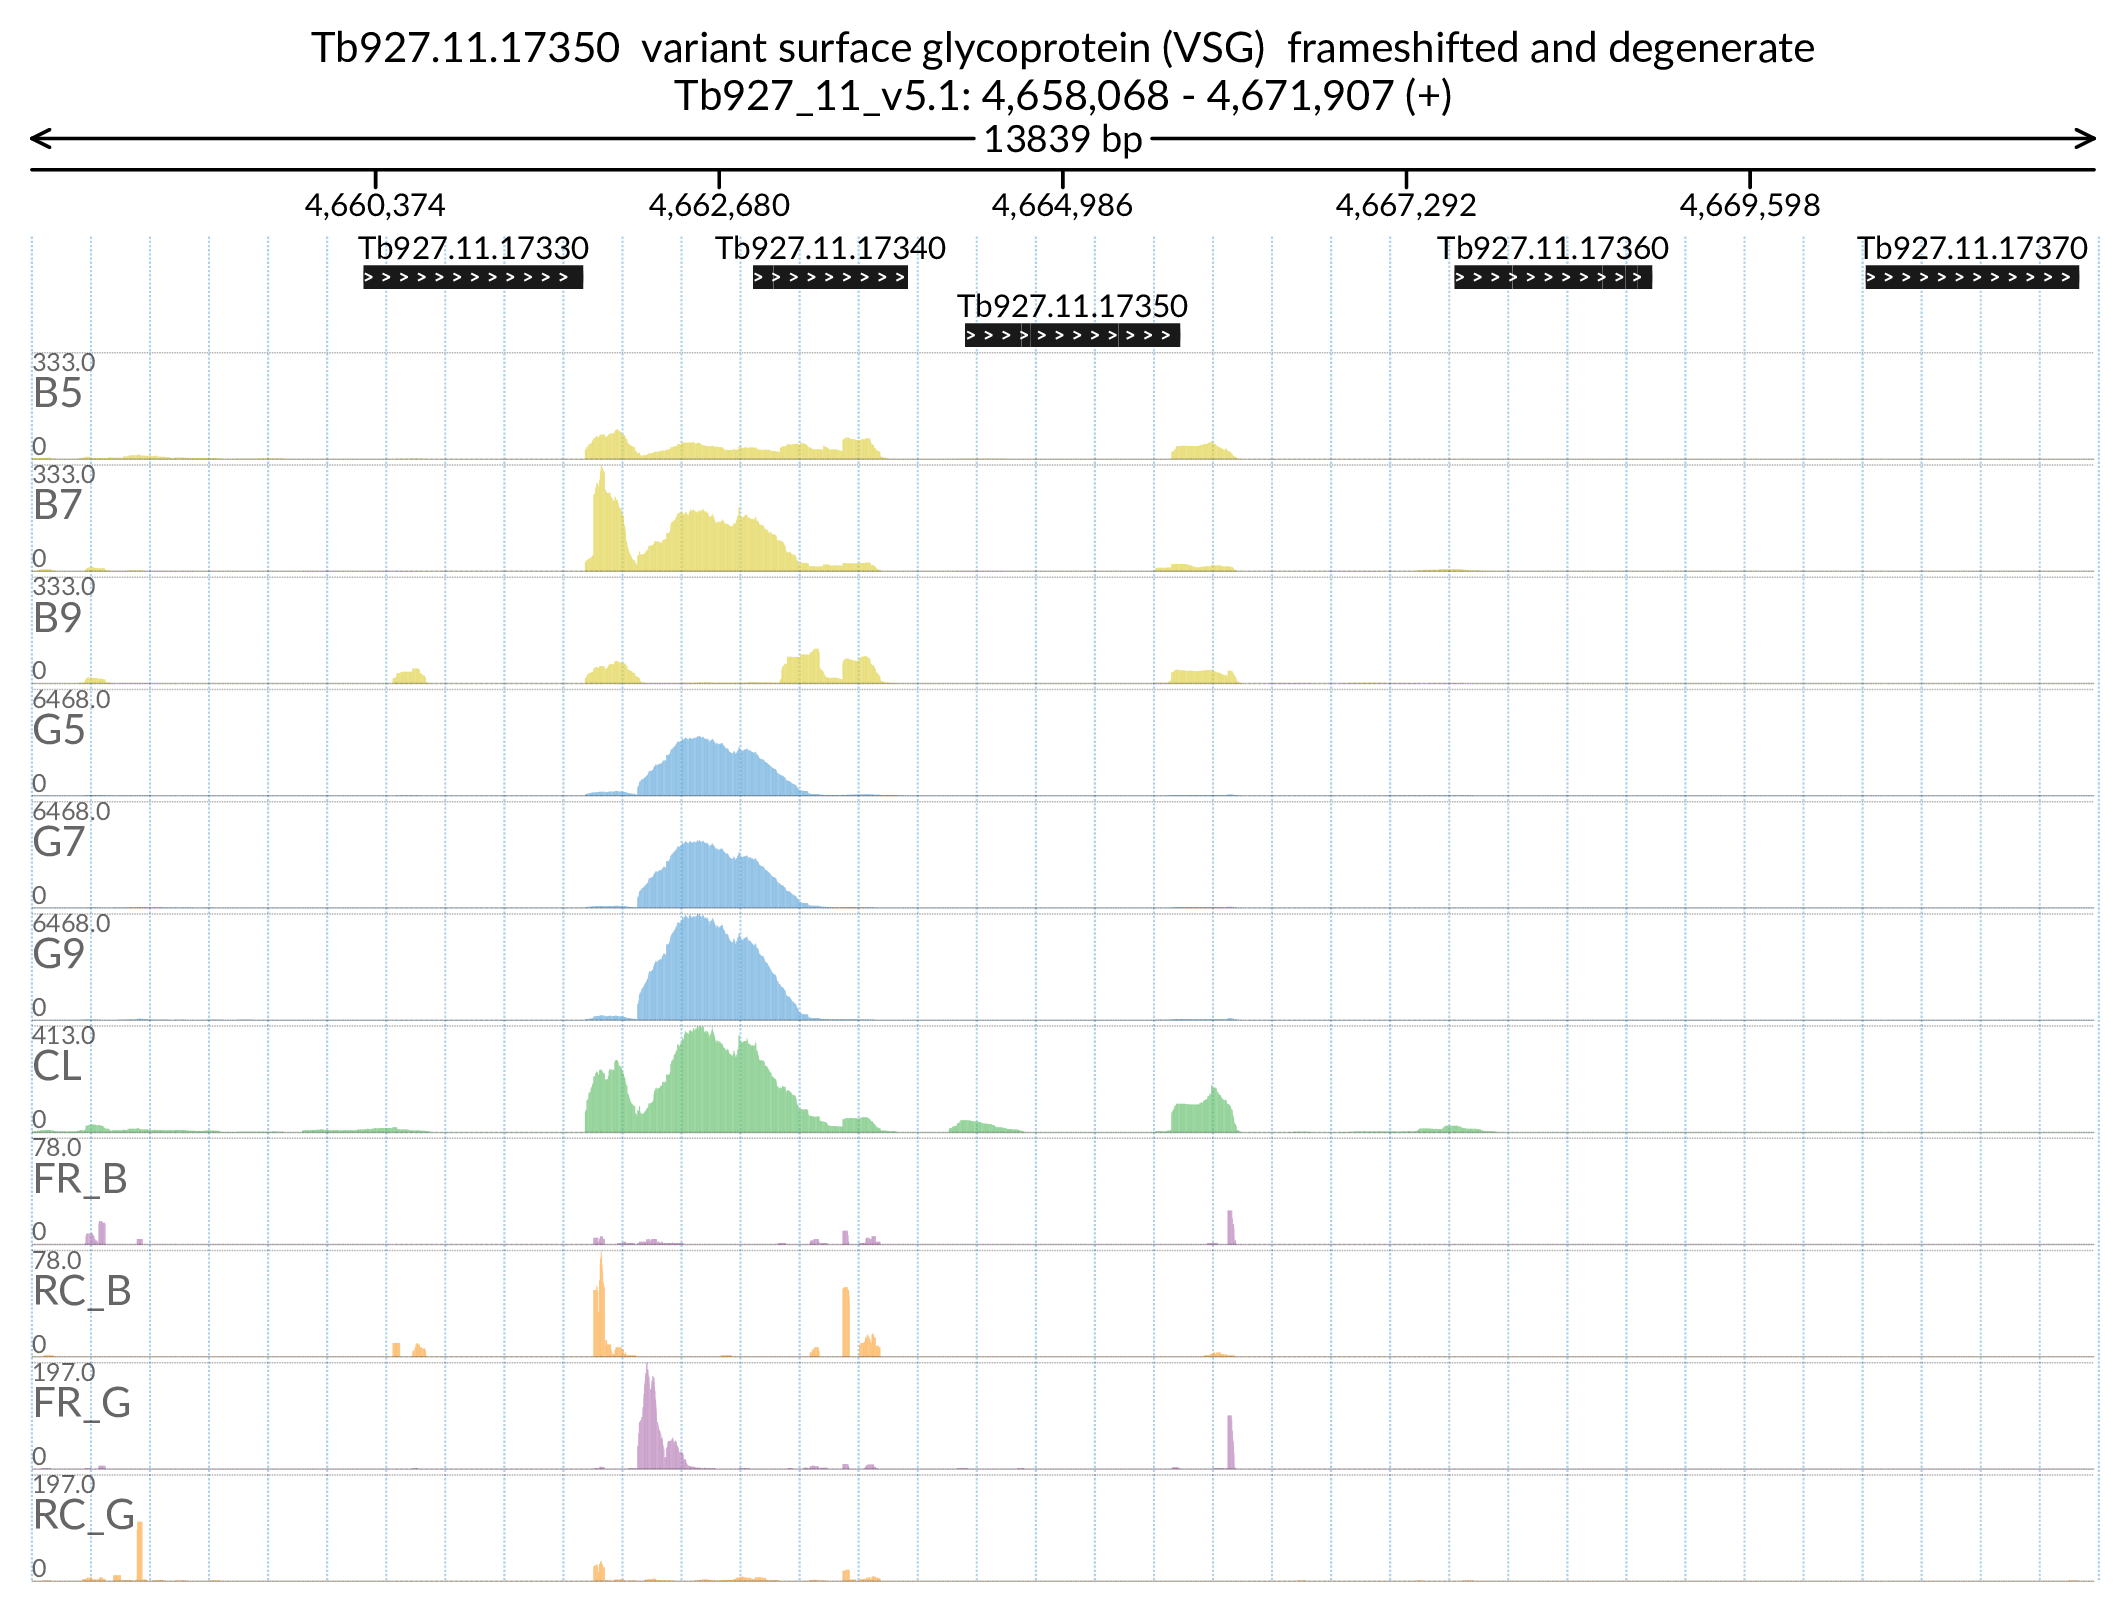 Tb927.11.17350  variant surface glycoprotein (VSG)  frameshifted and degenerate
Tb927_11_v5.1: 4,658,068 - 4,671,907 (+)
13839 bp
4,660,374 4,662,680 4,664,986 4,667,292 4,669,598
Tb927.11.17330 Tb927.11.17340 Tb927.11.17360 Tb927.11.17370
Tb927.11.17350
333.0
B5
0
333.0
B7
0
333.0
B9
0
6468.0
G5
0
6468.0
G7
0
6468.0
G9
0
413.0
CL
0
78.0
FR_B
0
78.0
RC_B
0
197.0
FR_G
0
197.0
RC_G
0